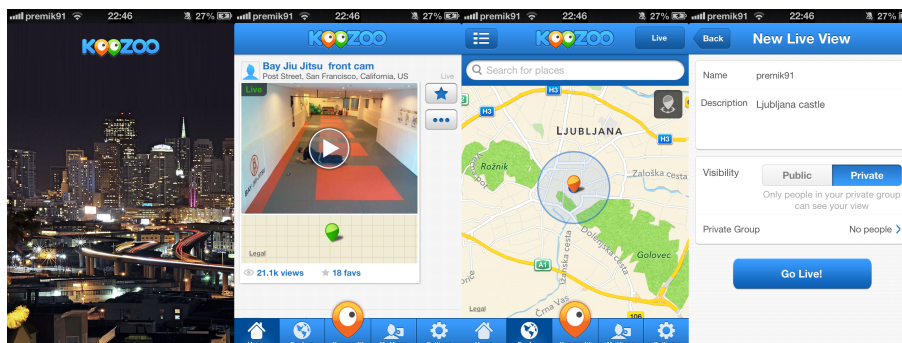 premik91 22:46 27%
KOOZOO
premik91 22:46 27%
KOOZOO
Bay Jiu Jitsu front cam
Post Street, San Francisco, California, US
Live
Live
Legal
21.1k views 18 favs
premik91 22:46 27%
KOOZOO
Live
Search for places
H3
H3
H3
LJUBLJANA
Rožnik
Zaloška cesta
Dolenjska cesta
Ižanska cesta
Golovec
A1
Črna Vas
106
Legal
premik91 22:46 27%
Back New Live View
Name premik91
Description Ljubljana castle
Visibility Public Private
Only people in your private group
can see your view
Private Group No people
Go Live!